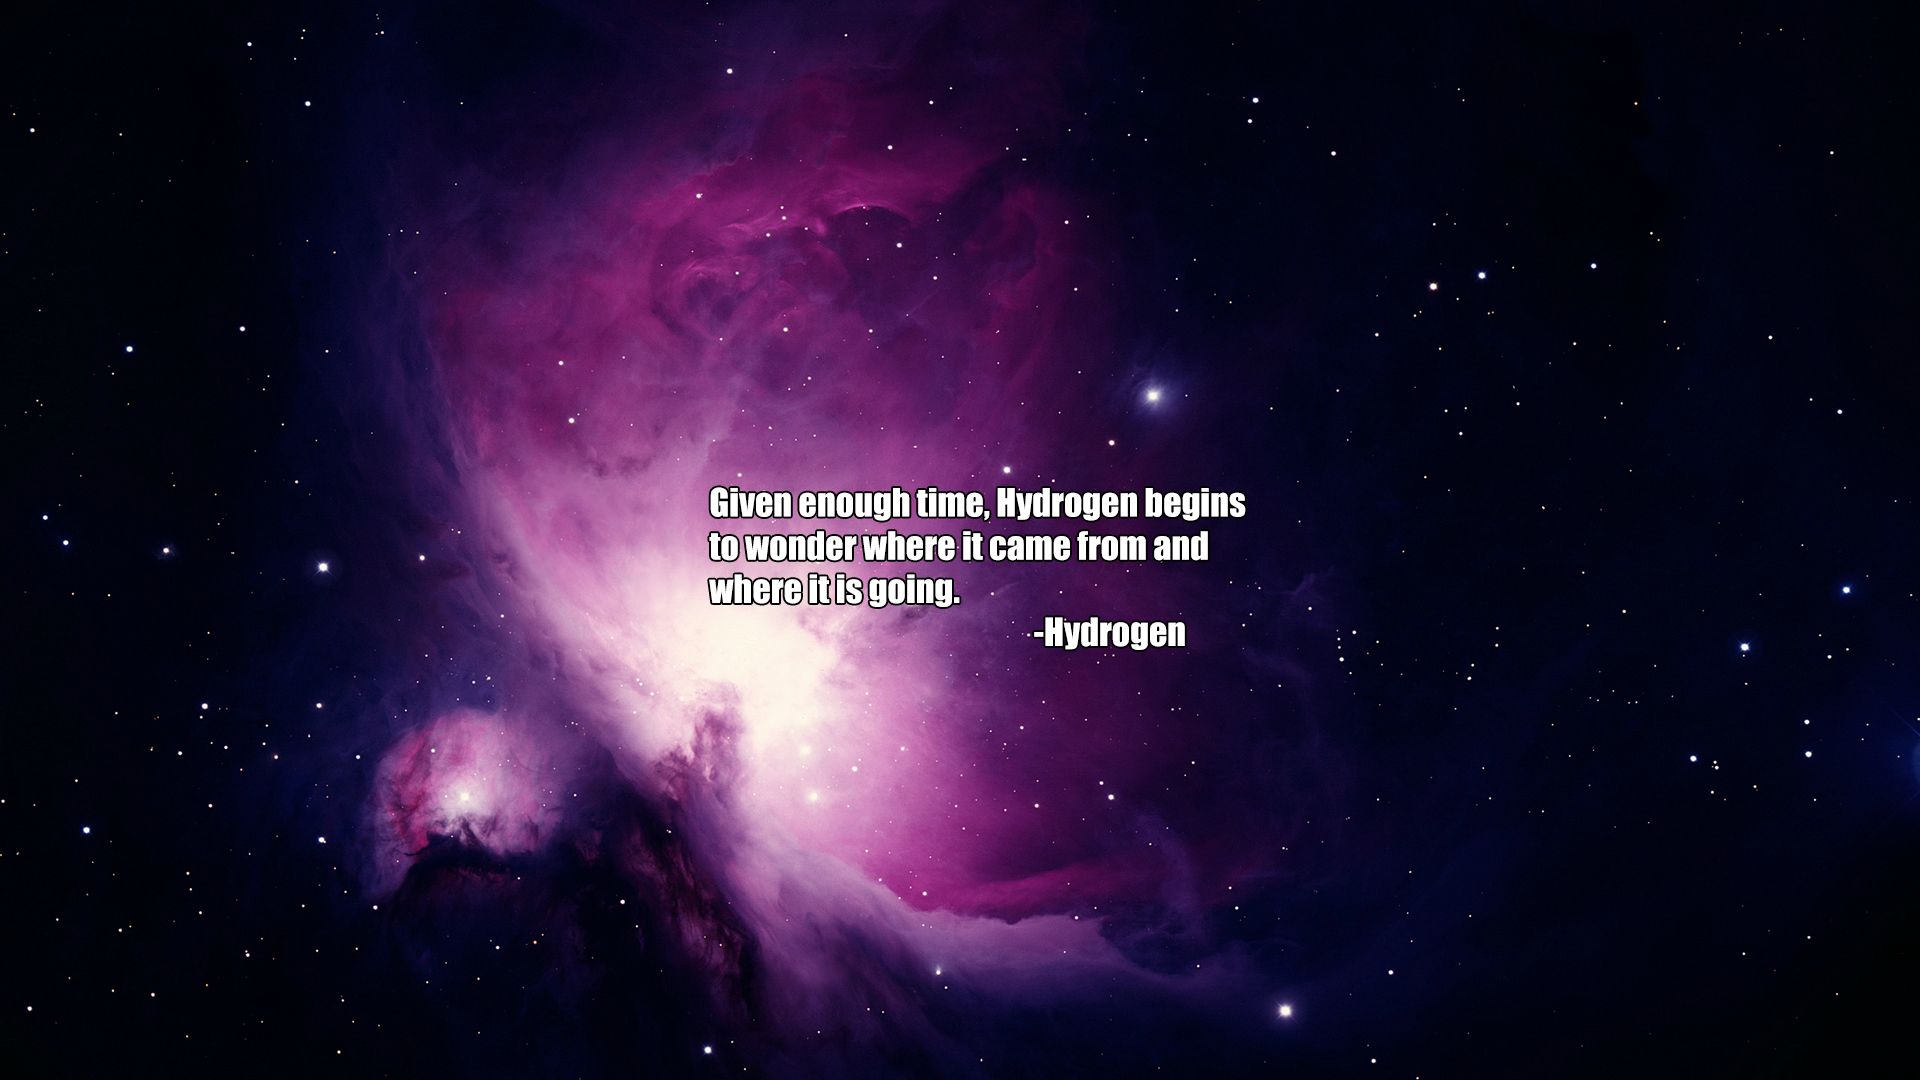 Given enough time, Hydrogen begins
to wonder where it came from and
where it is going.
-Hydrogen